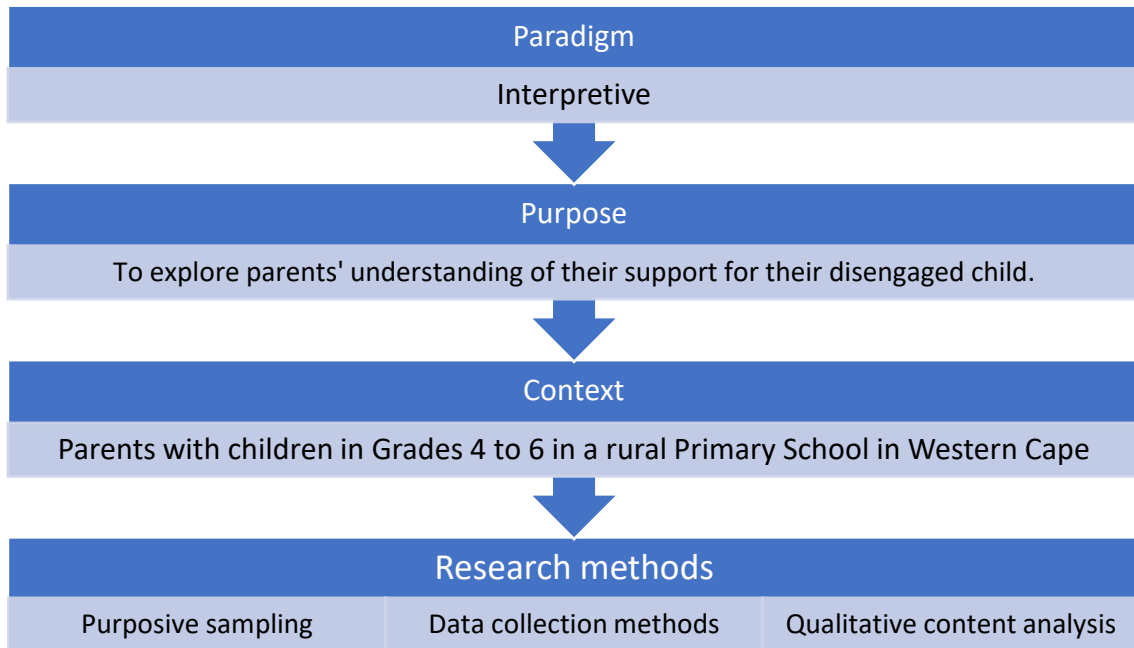 Paradigm
Interpretive
Purpose
To explore parents' understanding of their support for their disengaged child.
Context
Parents with children in Grades 4 to 6 in a rural Primary School in Western Cape
Research methods
Purposive sampling
Data collection methods
Qualitative content analysis